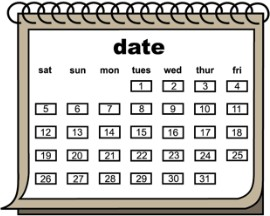 date
sat sun mon tues wed thur fri
1 2 3 4
5 6 7 8 9 10 11
12 13 14 15 16 17 18
19 20 21 22 23 24 25
26 27 28 29 30 31